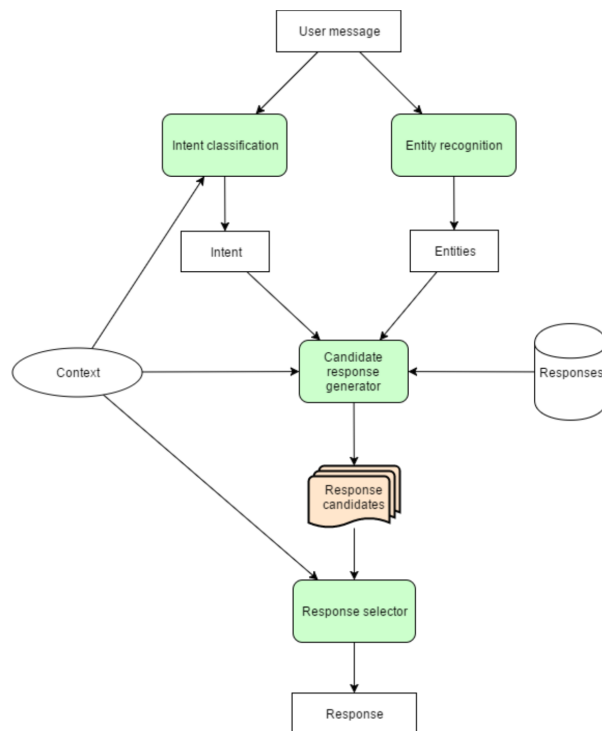 User message
Intent classification
Entity recognition
Intent
Entities
Context
Candidate
response
generator
Responses
Response
candidates
Response selector
Response